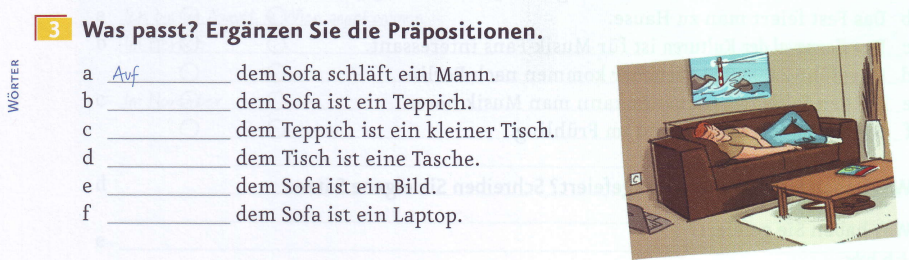 3 Was passt? Ergänzen Sie die Präpositionen.
WÖRTER
a Auf dem Sofa schläft ein Mann.
b dem Sofa ist ein Teppich.
c dem Teppich ist ein kleiner Tisch.
d dem Tisch ist eine Tasche.
e dem Sofa ist ein Bild.
f dem Sofa ist ein Laptop.